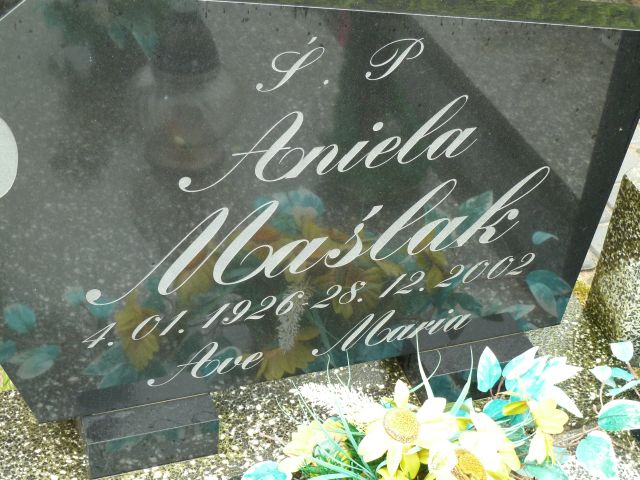 Ś. P
Aniela
Maślak
4.01.1926 - 28.12.2002
Ave Maria